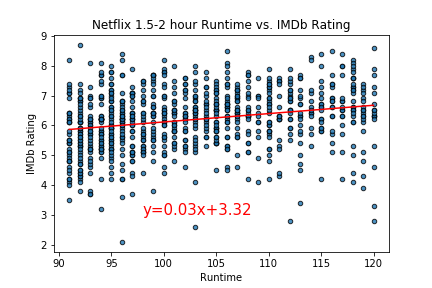 Netflix 1.5-2 hour Runtime vs. IMDb Rating
9
8
7
6
5
4
3
2
IMDb Rating
y=0.03x+3.32
90 95 100 105 110 115 120
Runtime